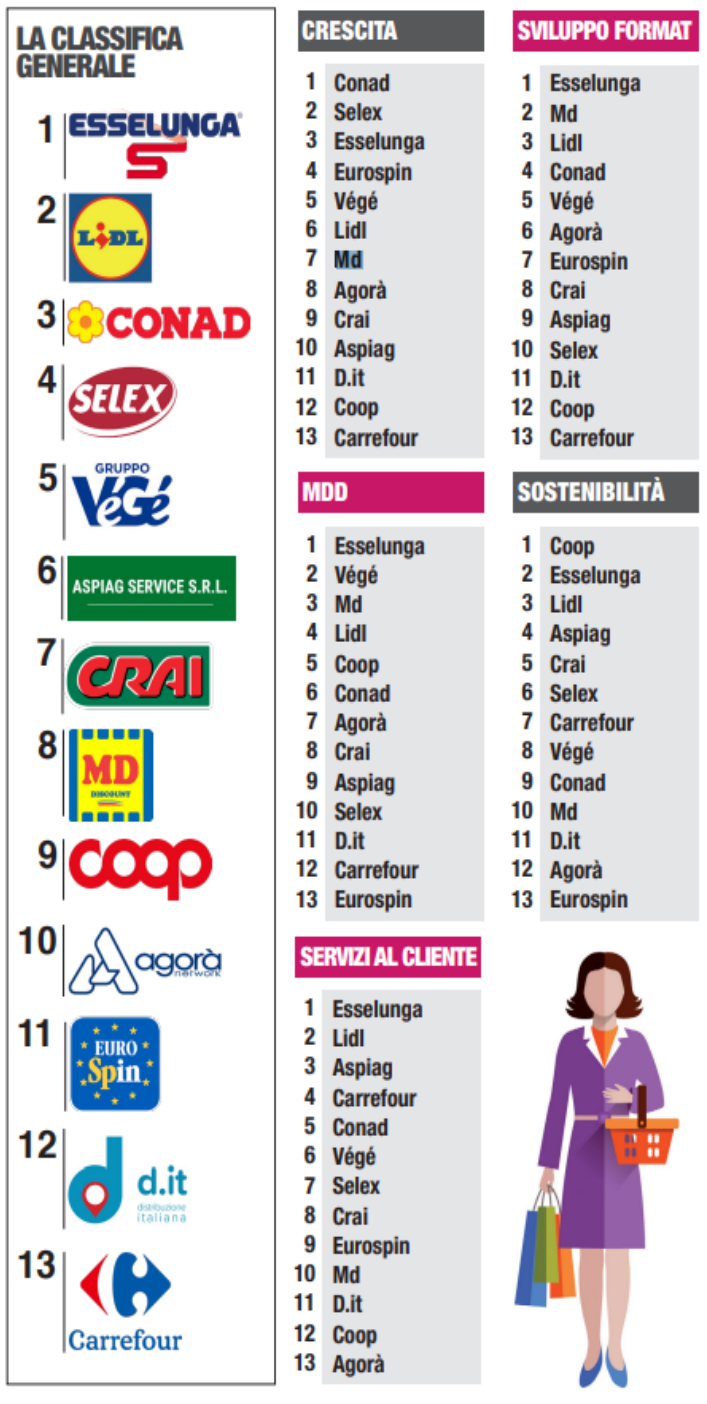 LA CLASSIFICA
GENERALE
1 ESSELUNGA
S
2 LIDL
3 CONAD
4 SELEX
5 GRUPPO
VéGé
6 ASPIAG SERVICE S.R.L.
7 CRAI
8 MD
DISCOUNT
9 coop
10 agorà
network
11 EURO
Spin
12 d.it
distribuzione
italiana
13 Carrefour
CRESCITA
1 Conad
2 Selex
3 Esselunga
4 Eurospin
5 Végé
6 Lidl
7 Md
8 Agorà
9 Crai
10 Aspiag
11 D.it
12 Coop
13 Carrefour
SVILUPPO FORMAT
1 Esselunga
2 Md
3 Lidl
4 Conad
5 Végé
6 Agorà
7 Eurospin
8 Crai
9 Aspiag
10 Selex
11 D.it
12 Coop
13 Carrefour
MDD
1 Esselunga
2 Végé
3 Md
4 Lidl
5 Coop
6 Conad
7 Agorà
8 Crai
9 Aspiag
10 Selex
11 D.it
12 Carrefour
13 Eurospin
SOSTENIBILITÀ
1 Coop
2 Esselunga
3 Lidl
4 Aspiag
5 Crai
6 Selex
7 Carrefour
8 Végé
9 Conad
10 Md
11 D.it
12 Agorà
13 Eurospin
SERVIZI AL CLIENTE
1 Esselunga
2 Lidl
3 Aspiag
4 Carrefour
5 Conad
6 Végé
7 Selex
8 Crai
9 Eurospin
10 Md
11 D.it
12 Coop
13 Agorà